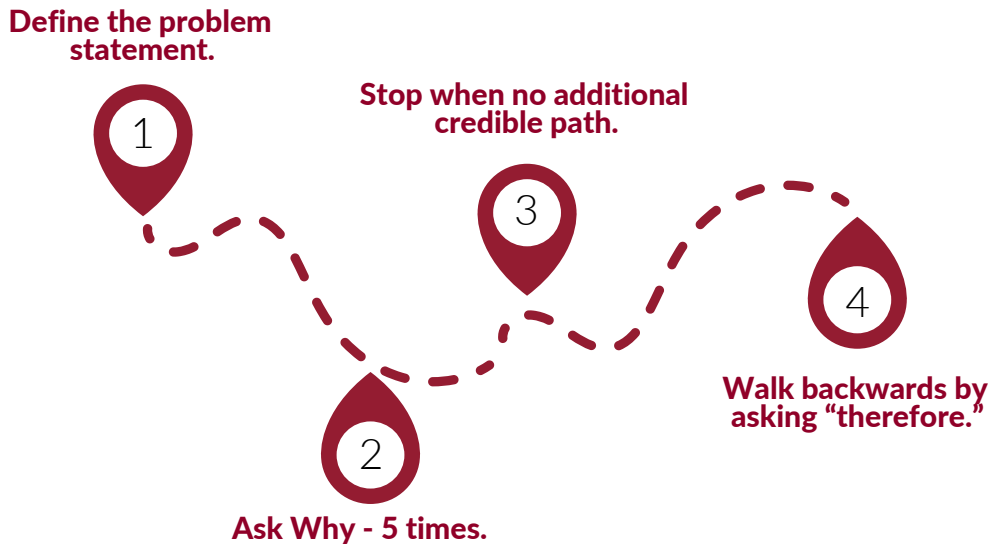 Define the problem
statement.
1
2
Ask Why - 5 times.
Stop when no additional
credible path.
3
4
Walk backwards by
asking “therefore.”